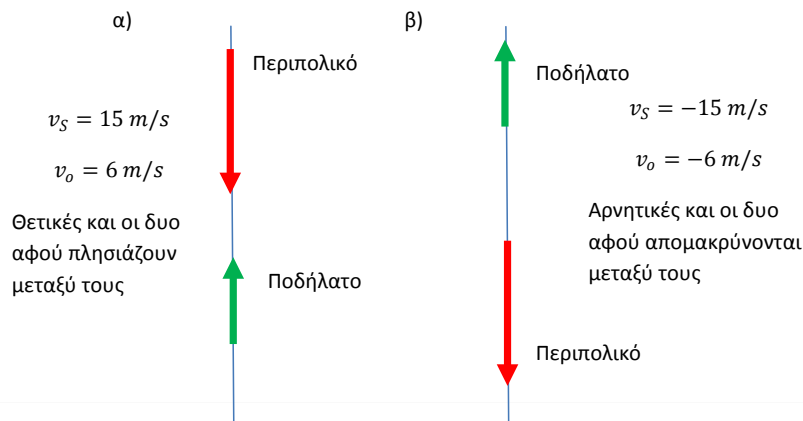 α)
Περιπολικό
v_S = 15 m/s
v_o = 6 m/s
Θετικές και οι δυο
αφού πλησιάζουν
μεταξύ τους
Ποδήλατο
β)
Ποδήλατο
v_S = −15 m/s
v_o = −6 m/s
Αρνητικές και οι δυο
αφού απομακρύνονται
μεταξύ τους
Περιπολικό